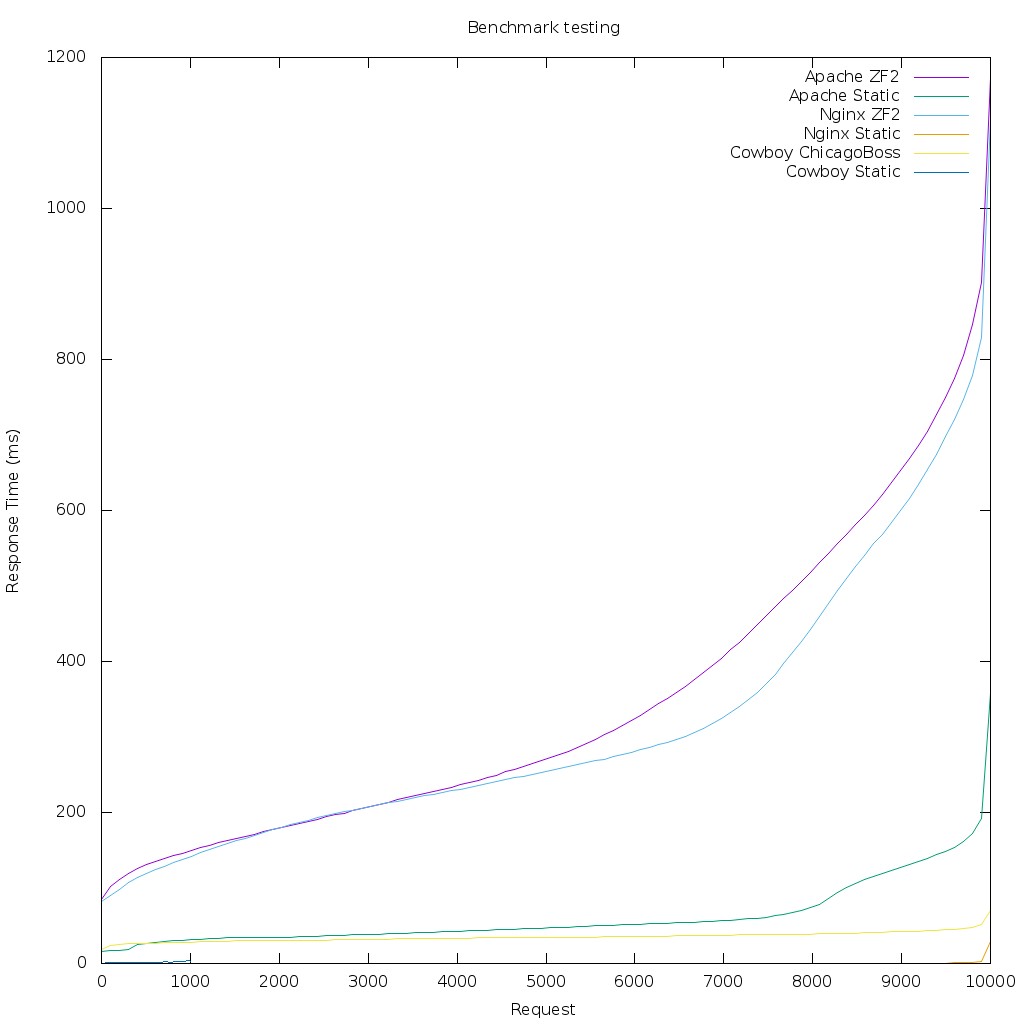 Benchmark testing
1200
1000
800
600
400
200
0
Response Time (ms)
Apache ZF2
Apache Static
Nginx ZF2
Nginx Static
Cowboy ChicagoBoss
Cowboy Static
0 1000 2000 3000 4000 5000 6000 7000 8000 9000 10000
Request